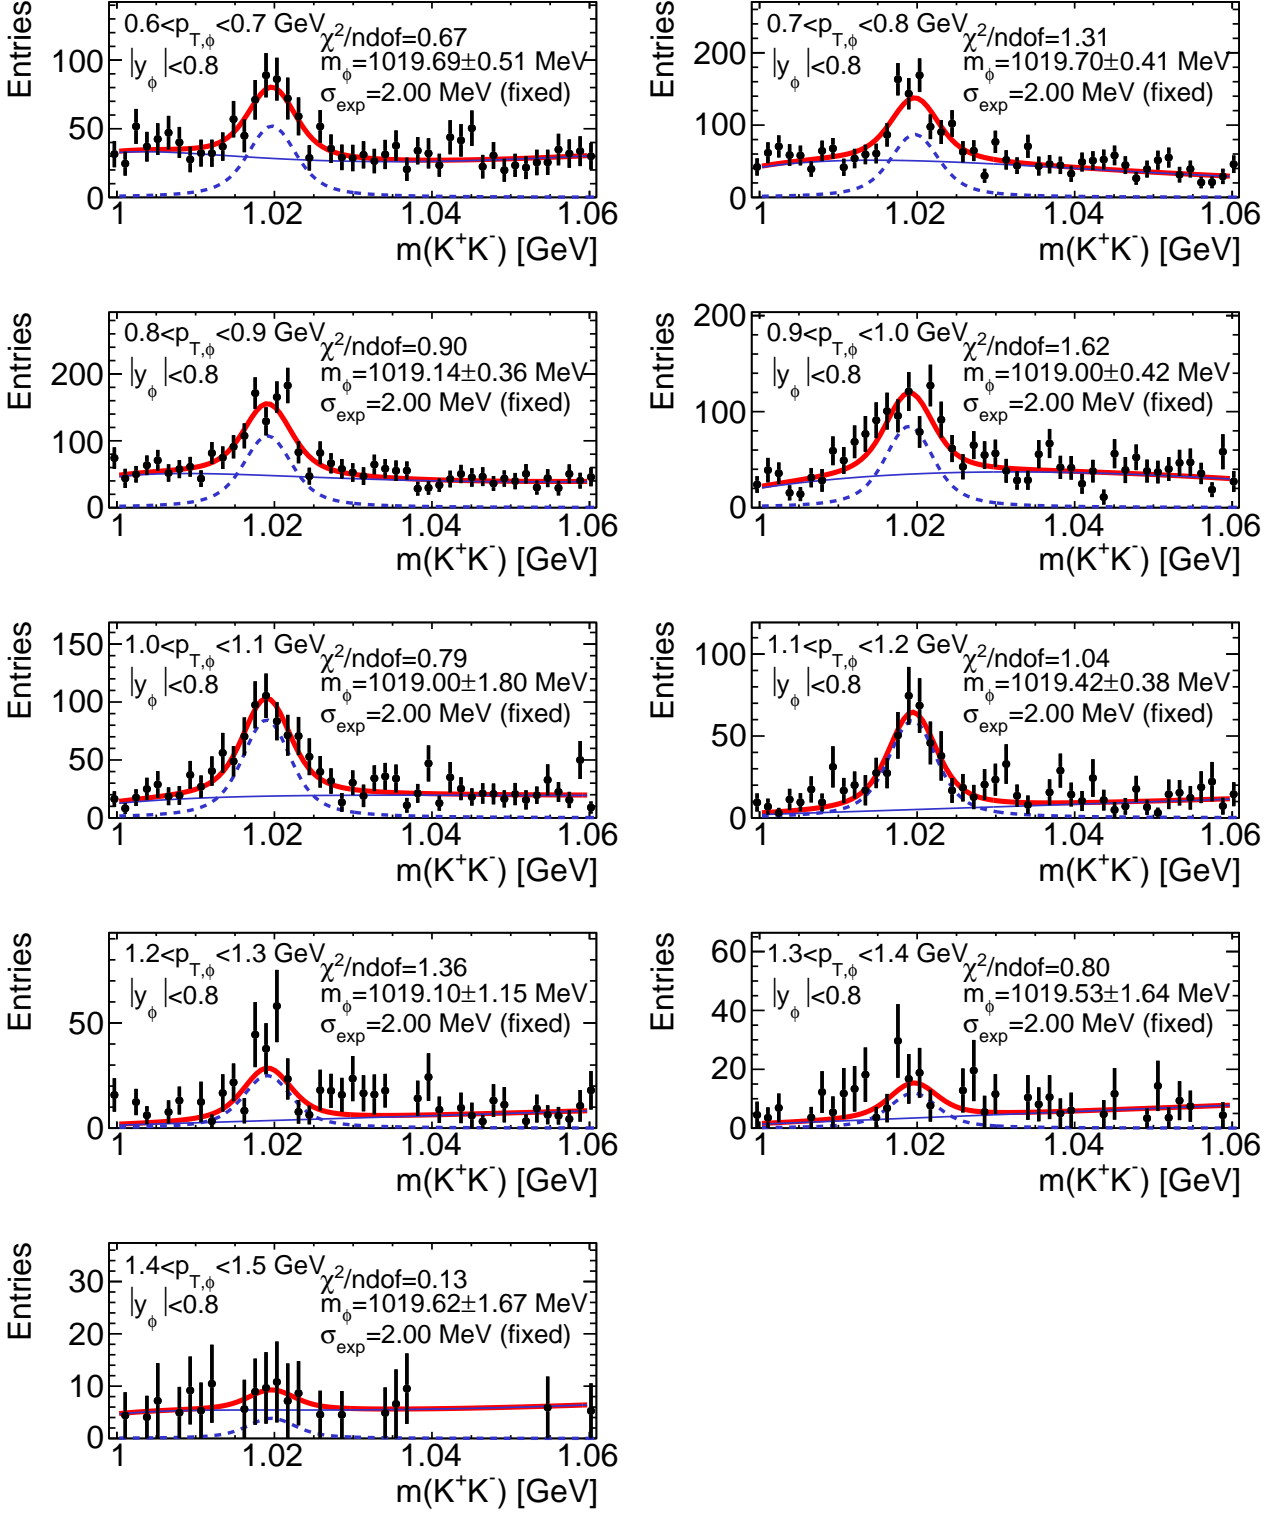 Entries
0.6<p_{T,ϕ}<0.7 GeV
|y_ϕ|<0.8
χ²/ndof=0.67
m_ϕ=1019.69±0.51 MeV
σ_exp=2.00 MeV (fixed)
100
50
0
1 1.02 1.04 1.06
m(K⁺K⁻) [GeV]
Entries
0.7<p_{T,ϕ}<0.8 GeV
|y_ϕ|<0.8
χ²/ndof=1.31
m_ϕ=1019.70±0.41 MeV
σ_exp=2.00 MeV (fixed)
200
100
0
1 1.02 1.04 1.06
m(K⁺K⁻) [GeV]
Entries
0.8<p_{T,ϕ}<0.9 GeV
|y_ϕ|<0.8
χ²/ndof=0.90
m_ϕ=1019.14±0.36 MeV
σ_exp=2.00 MeV (fixed)
200
100
0
1 1.02 1.04 1.06
m(K⁺K⁻) [GeV]
Entries
0.9<p_{T,ϕ}<1.0 GeV
|y_ϕ|<0.8
χ²/ndof=1.62
m_ϕ=1019.00±0.42 MeV
σ_exp=2.00 MeV (fixed)
200
100
0
1 1.02 1.04 1.06
m(K⁺K⁻) [GeV]
Entries
1.0<p_{T,ϕ}<1.1 GeV
|y_ϕ|<0.8
χ²/ndof=0.79
m_ϕ=1019.00±1.80 MeV
σ_exp=2.00 MeV (fixed)
150
100
50
0
1 1.02 1.04 1.06
m(K⁺K⁻) [GeV]
Entries
1.1<p_{T,ϕ}<1.2 GeV
|y_ϕ|<0.8
χ²/ndof=1.04
m_ϕ=1019.42±0.38 MeV
σ_exp=2.00 MeV (fixed)
100
50
0
1 1.02 1.04 1.06
m(K⁺K⁻) [GeV]
Entries
1.2<p_{T,ϕ}<1.3 GeV
|y_ϕ|<0.8
χ²/ndof=1.36
m_ϕ=1019.10±1.15 MeV
σ_exp=2.00 MeV (fixed)
50
0
1 1.02 1.04 1.06
m(K⁺K⁻) [GeV]
Entries
1.3<p_{T,ϕ}<1.4 GeV
|y_ϕ|<0.8
χ²/ndof=0.80
m_ϕ=1019.53±1.64 MeV
σ_exp=2.00 MeV (fixed)
60
40
20
0
1 1.02 1.04 1.06
m(K⁺K⁻) [GeV]
Entries
1.4<p_{T,ϕ}<1.5 GeV
|y_ϕ|<0.8
χ²/ndof=0.13
m_ϕ=1019.62±1.67 MeV
σ_exp=2.00 MeV (fixed)
30
20
10
0
1 1.02 1.04 1.06
m(K⁺K⁻) [GeV]